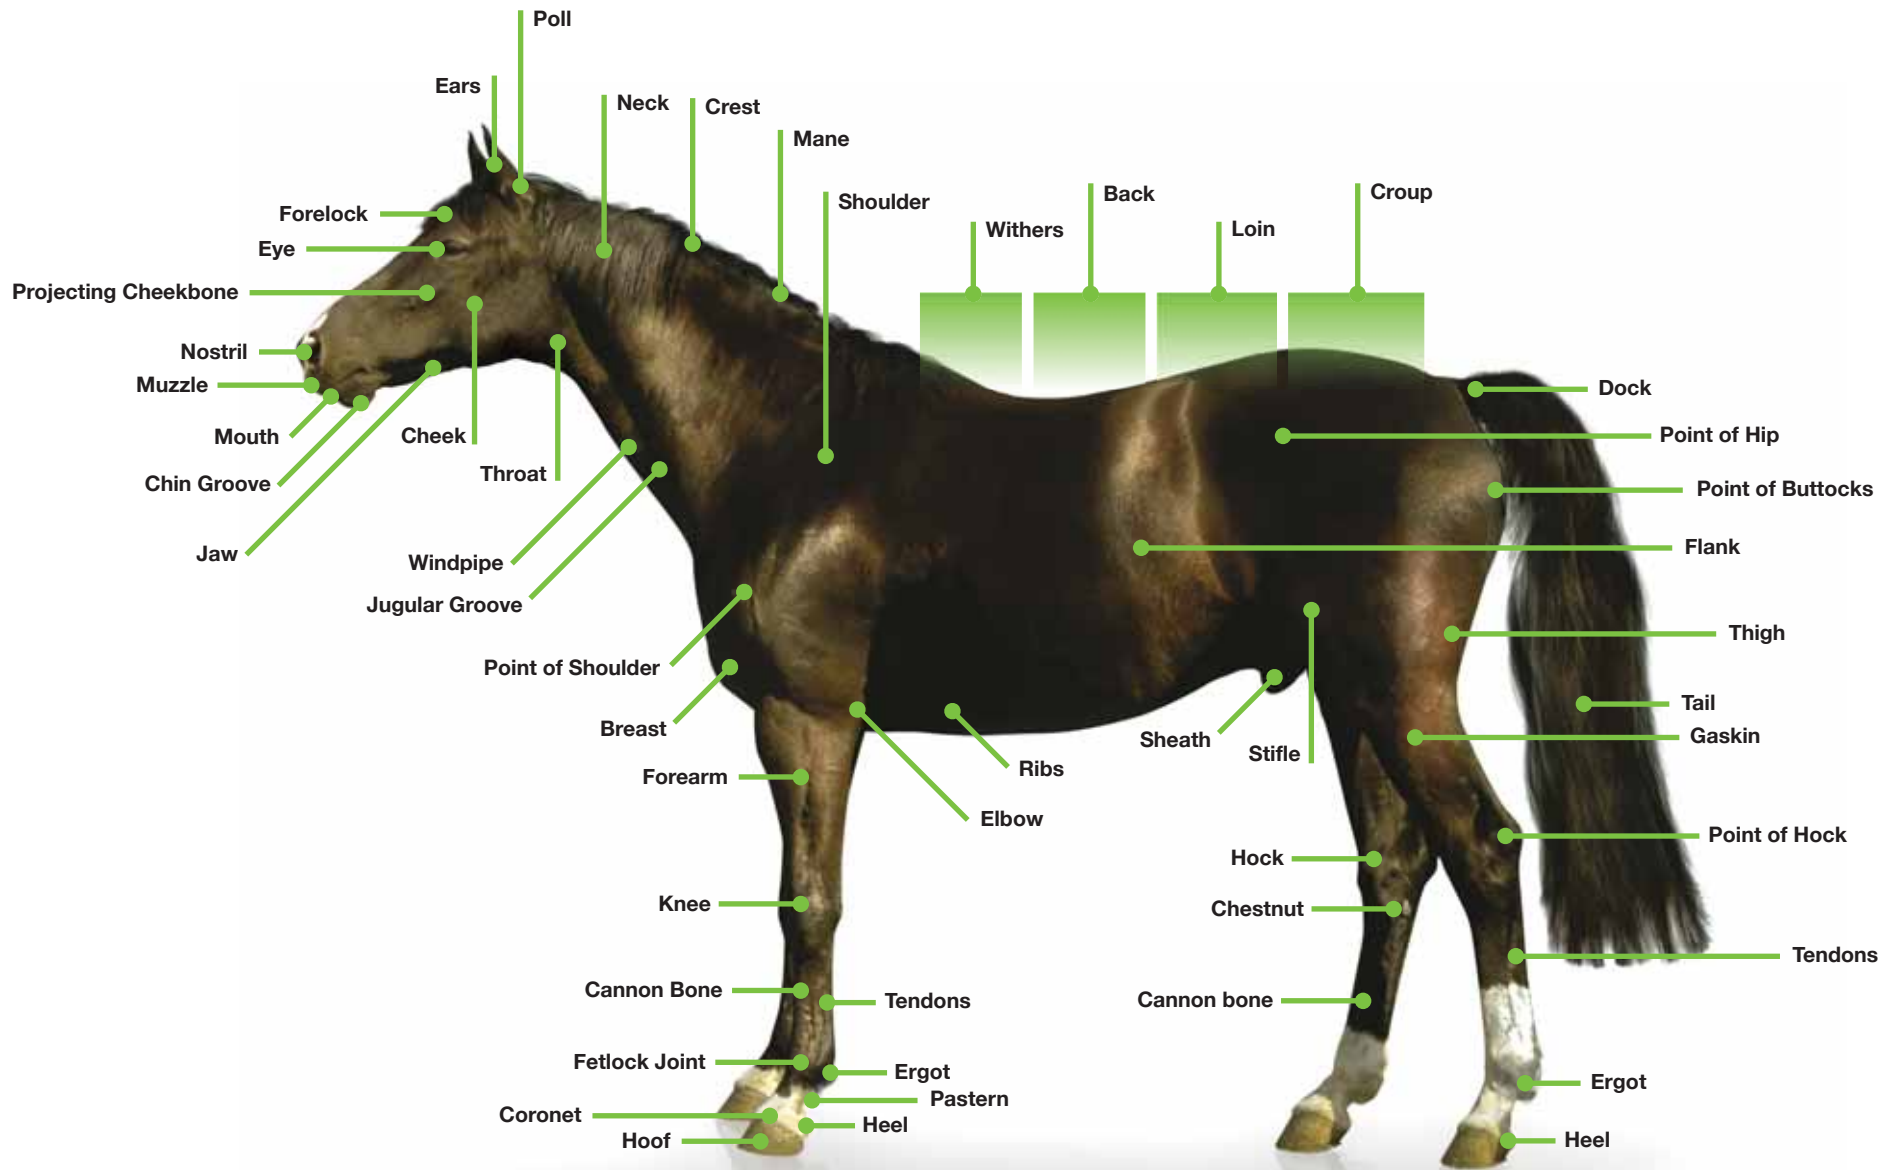 Poll
Ears
Neck
Crest
Mane
Shoulder
Back
Croup
Withers
Loin
Forelock
Eye
Projecting Cheekbone
Nostril
Muzzle
Mouth
Cheek
Chin Groove
Throat
Jaw
Windpipe
Jugular Groove
Point of Shoulder
Breast
Dock
Point of Hip
Point of Buttocks
Flank
Thigh
Tail
Gaskin
Sheath
Stifle
Ribs
Elbow
Forearm
Point of Hock
Hock
Knee
Chestnut
Tendons
Cannon Bone
Tendons
Cannon bone
Fetlock Joint
Ergot
Ergot
Pastern
Coronet
Heel
Hoof
Heel